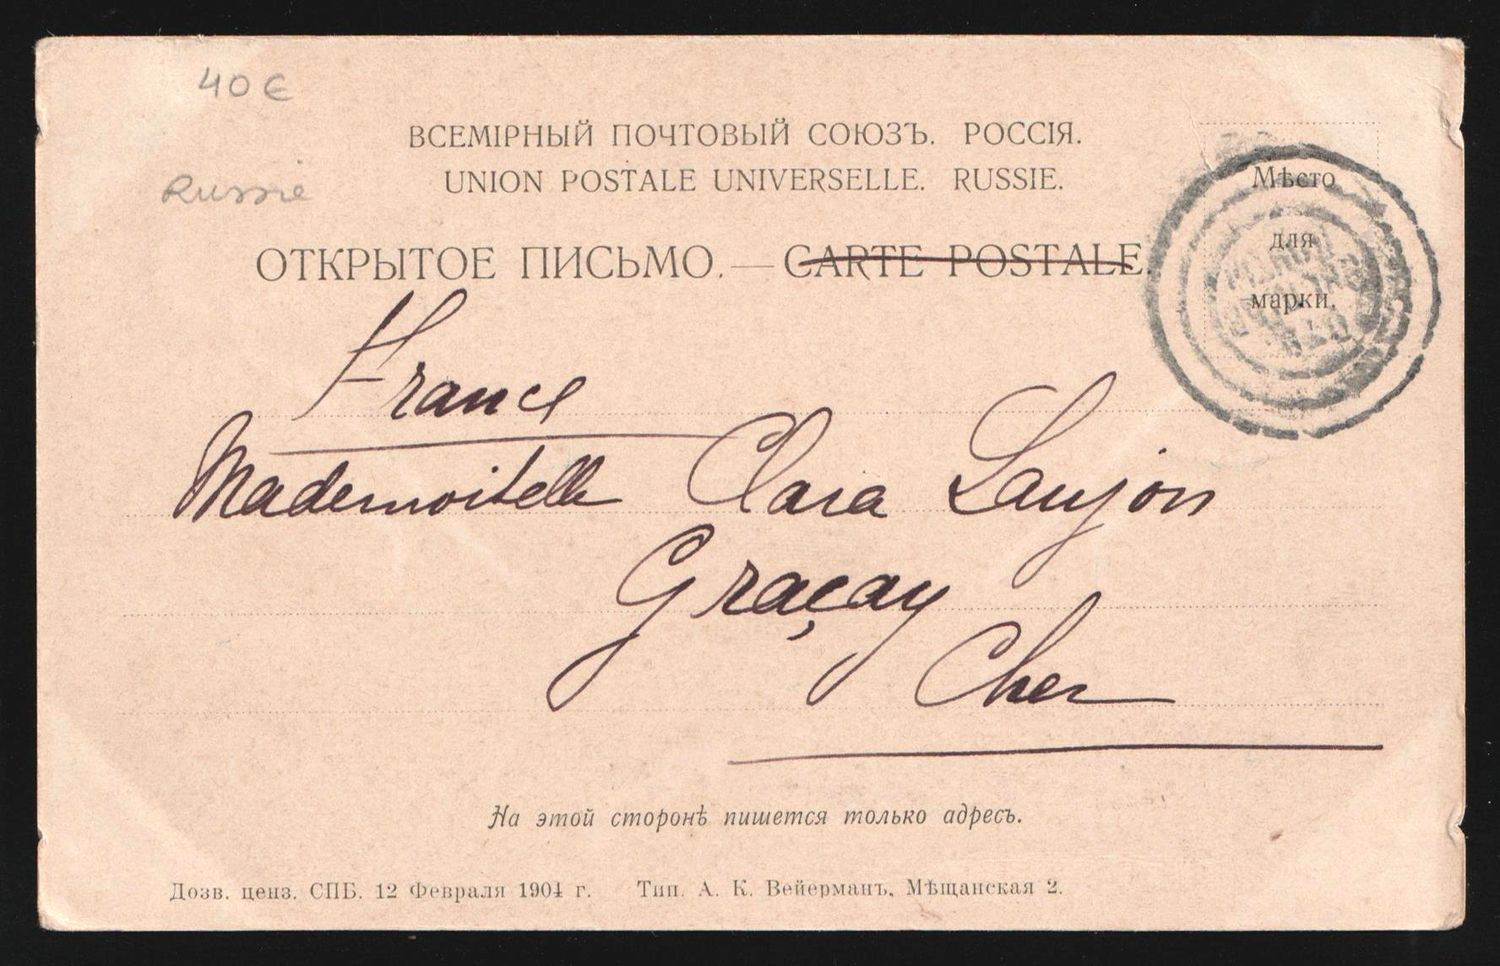 40 €
ВСЕМІРНЫЙ ПОЧТОВЫЙ СОЮЗЪ. РОССІЯ.
Russie
UNION POSTALE UNIVERSELLE. RUSSIE.
ОТКРЫТОЕ ПИСЬМО.—CARTE POSTALE.
Мѣсто
для
марки.
France
Mademoiselle Clara Laujon
Graçay
Cher
На этой сторонѣ пишется только адресъ.
Дозв. ценз. СПБ. 12 Февраля 1904 г. Тип. А. К. Вейерманъ, Мѣщанская 2.